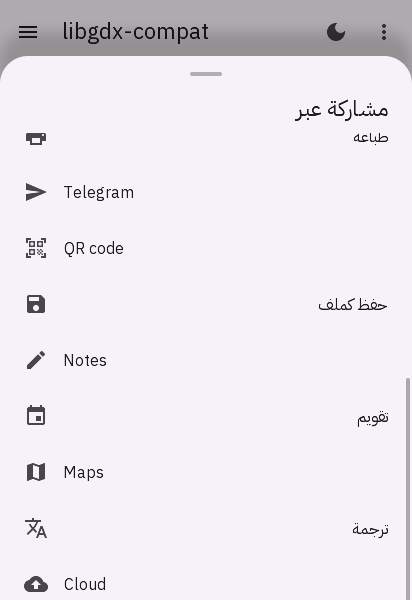 libgdx-compat
مشاركة عبر
طباعه
Telegram
QR code
حفظ كملف
Notes
تقويم
Maps
ترجمة
Cloud